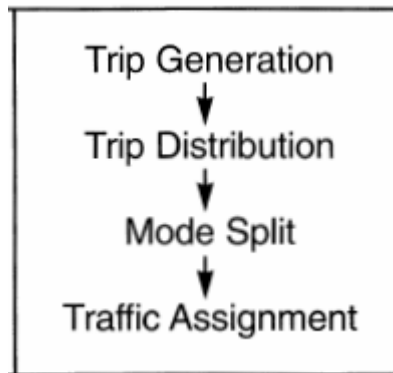 Trip Generation
Trip Distribution
Mode Split
Traffic Assignment